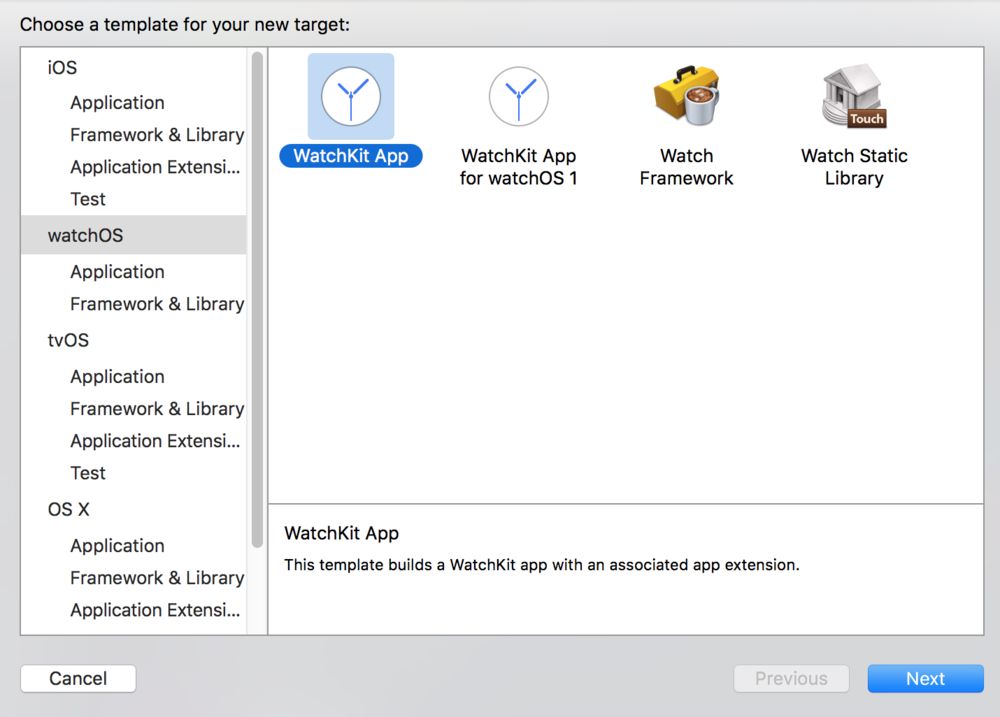 Choose a template for your new target:
iOS
Application
Framework & Library
Application Extensi...
Test
watchOS
Application
Framework & Library
tvOS
Application
Framework & Library
Application Extensi...
Test
OS X
Application
Framework & Library
Application Extensi...
WatchKit App
WatchKit App
for watchOS 1
Watch
Framework
Touch
Watch Static
Library
WatchKit App
This template builds a WatchKit app with an associated app extension.
Cancel
Previous
Next